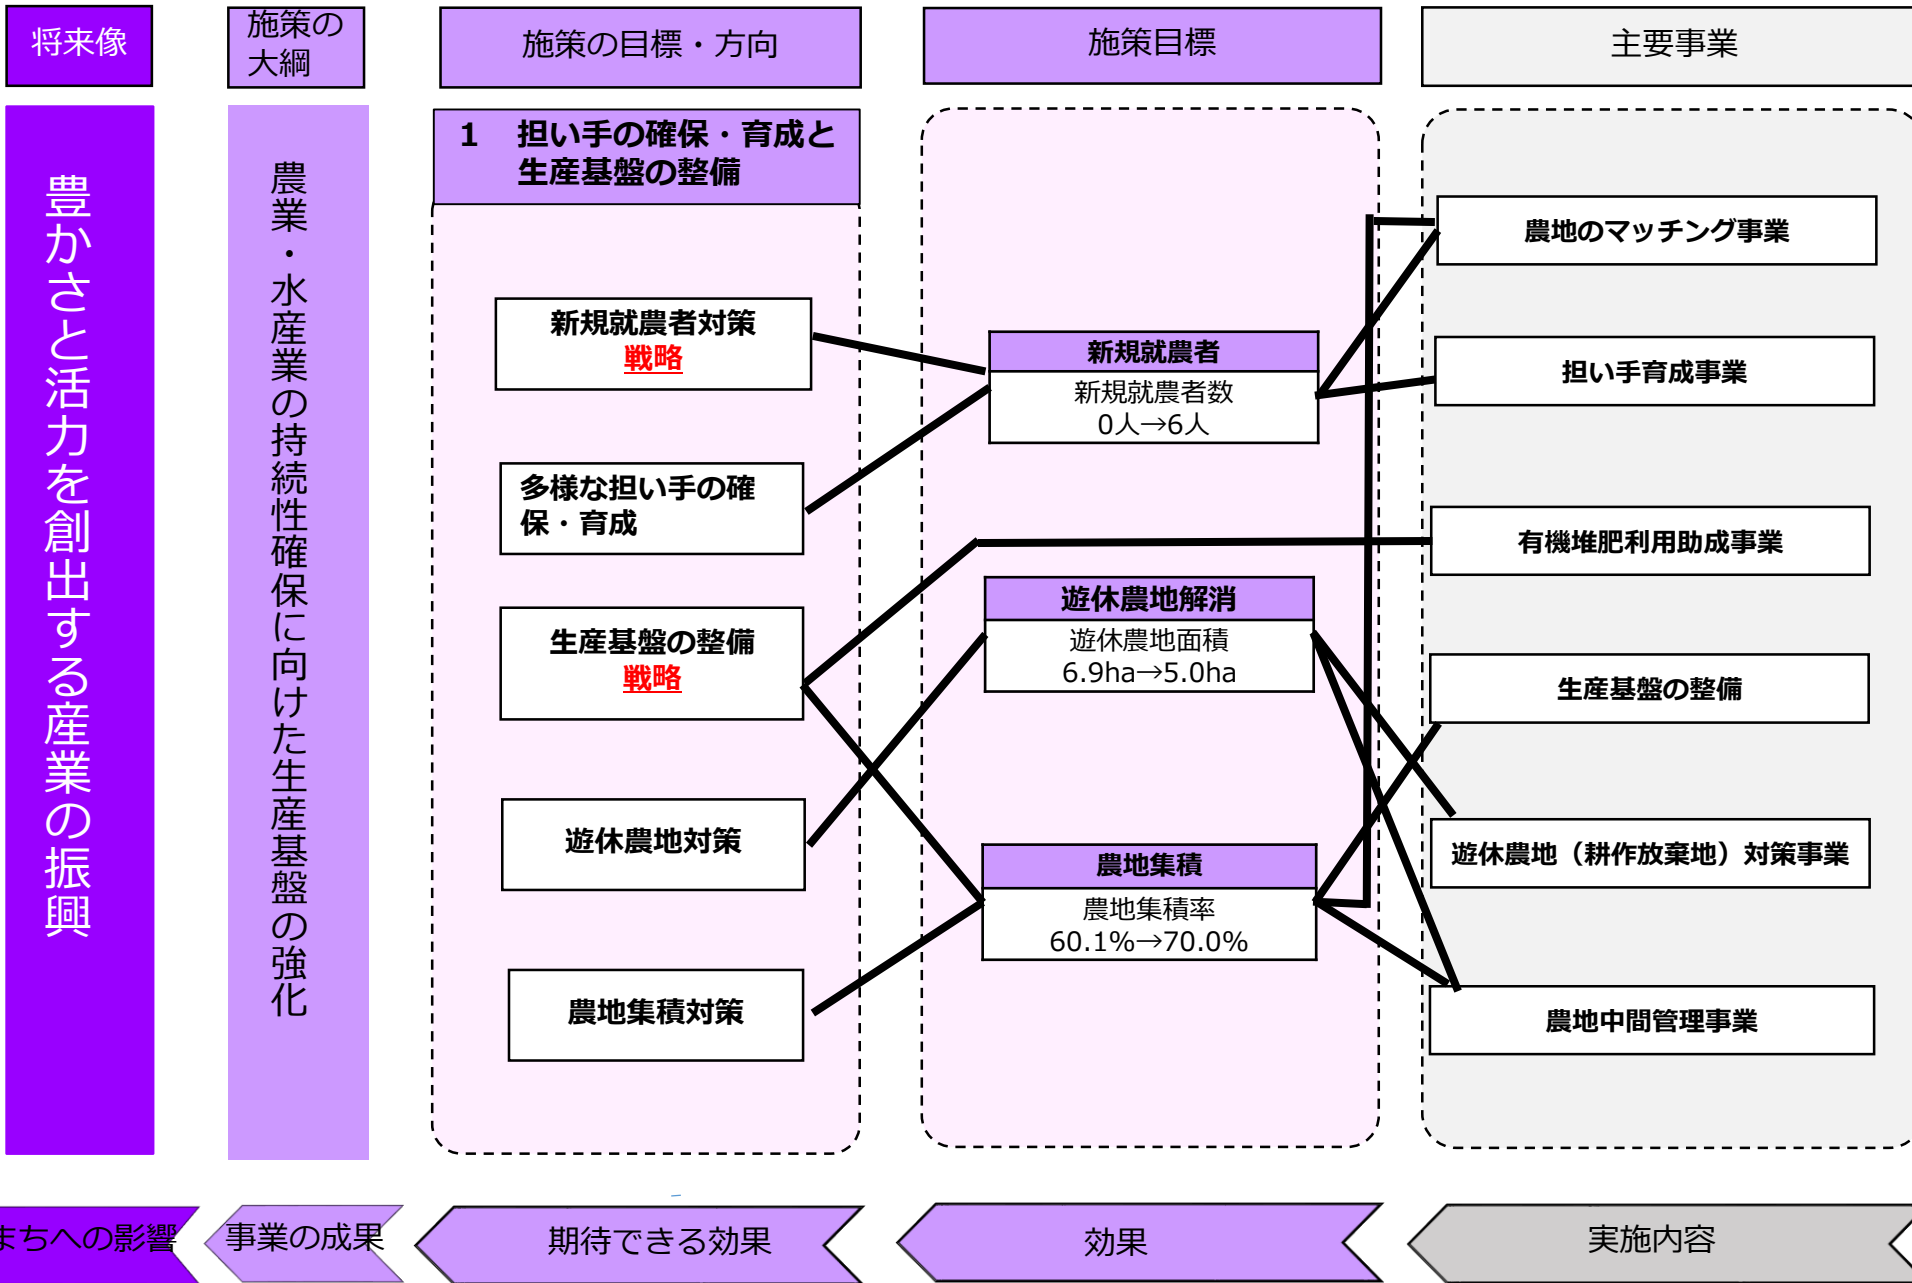 将来像
施策の
大綱
施策の目標・方向
施策目標
主要事業
豊かさと活力を創出する産業の振興
農業・水産業の持続性確保に向けた生産基盤の強化
1 担い手の確保・育成と
生産基盤の整備
新規就農者対策
戦略
多様な担い手の確
保・育成
生産基盤の整備
戦略
遊休農地対策
農地集積対策
新規就農者
新規就農者数
0人→6人
遊休農地解消
遊休農地面積
6.9ha→5.0ha
農地集積
農地集積率
60.1%→70.0%
農地のマッチング事業
担い手育成事業
有機堆肥利用助成事業
生産基盤の整備
遊休農地（耕作放棄地）対策事業
農地中間管理事業
まちへの影響
事業の成果
期待できる効果
効果
実施内容